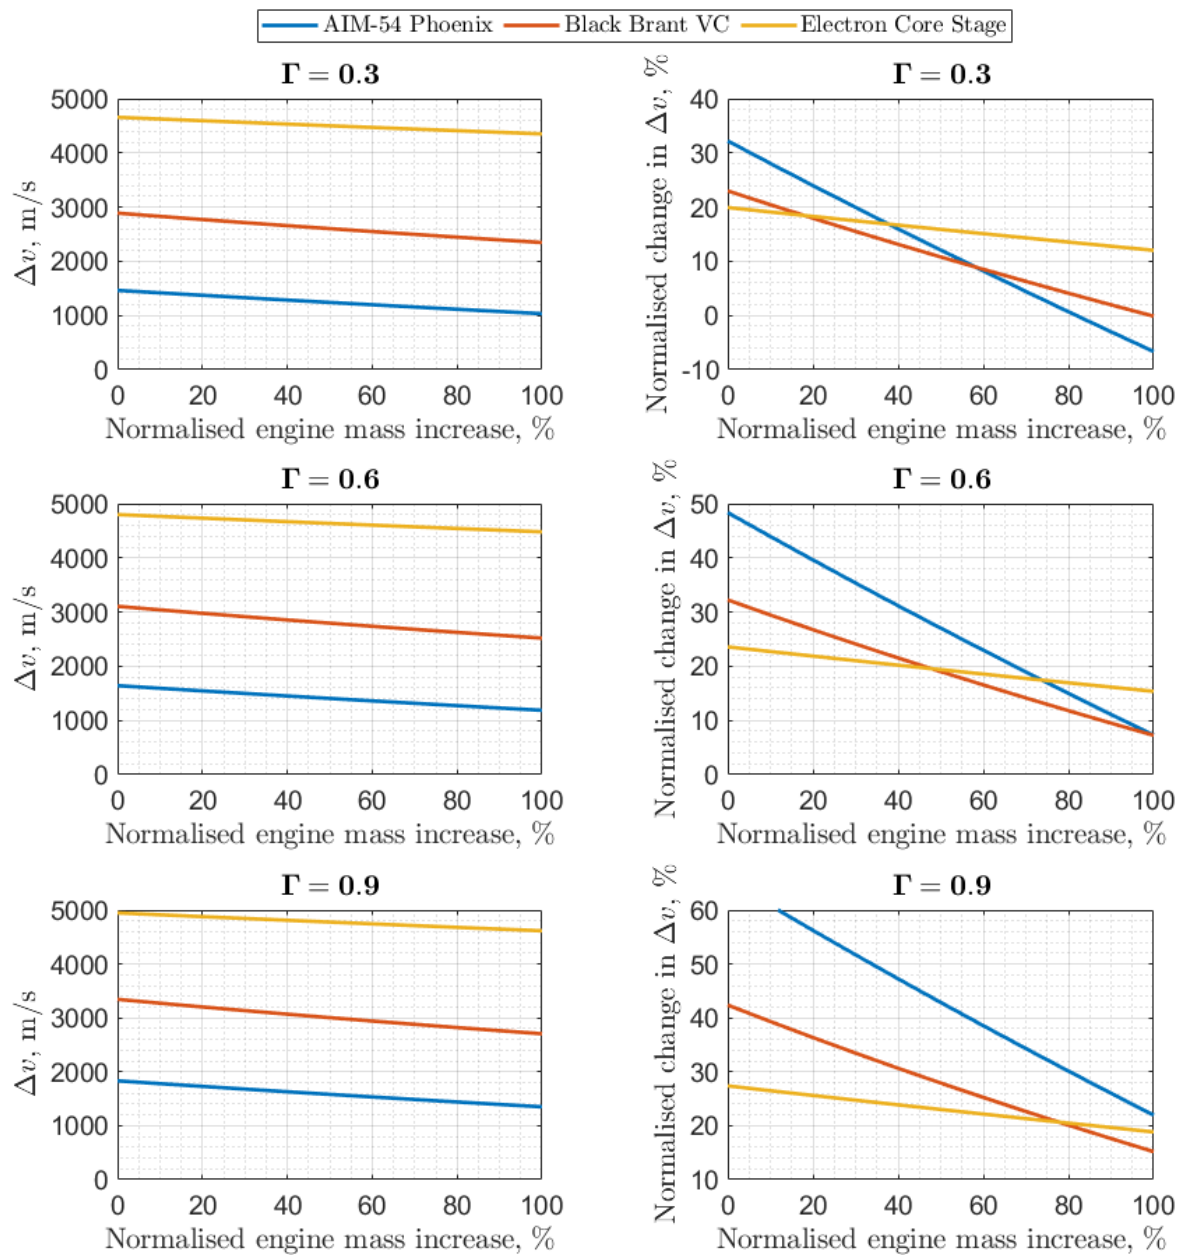 AIM-54 Phoenix Black Brant VC Electron Core Stage
Γ = 0.3
5000
4000
3000
2000
1000
0
Δv, m/s
0 20 40 60 80 100
Normalised engine mass increase, %
Γ = 0.3
40
30
20
10
0
-10
Normalised change in Δv, %
0 20 40 60 80 100
Normalised engine mass increase, %
Γ = 0.6
5000
4000
3000
2000
1000
0
Δv, m/s
0 20 40 60 80 100
Normalised engine mass increase, %
Γ = 0.6
50
40
30
20
10
0
Normalised change in Δv, %
0 20 40 60 80 100
Normalised engine mass increase, %
Γ = 0.9
5000
4000
3000
2000
1000
0
Δv, m/s
0 20 40 60 80 100
Normalised engine mass increase, %
Γ = 0.9
60
50
40
30
20
10
Normalised change in Δv, %
0 20 40 60 80 100
Normalised engine mass increase, %